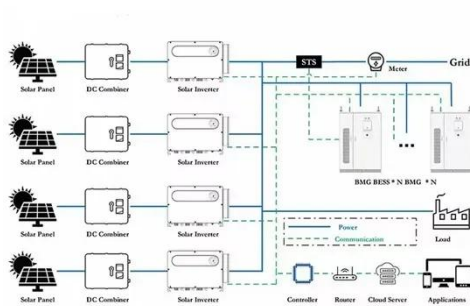 STS
Meter
Grid
Solar Panel DC Combiner Solar Inverter
Solar Panel DC Combiner Solar Inverter
BMG BESS * N BMG * N
Solar Panel DC Combiner Solar Inverter
Power
Communication
Load
Solar Panel DC Combiner Solar Inverter
Controller Router Cloud Server Applications